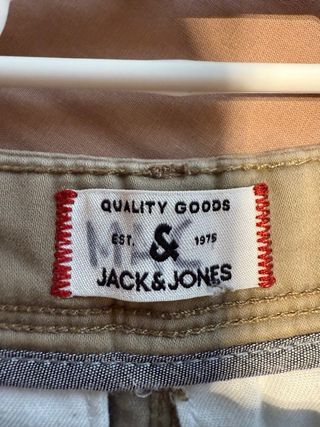 QUALITY GOODS
EST. & 1975
JACK&JONES